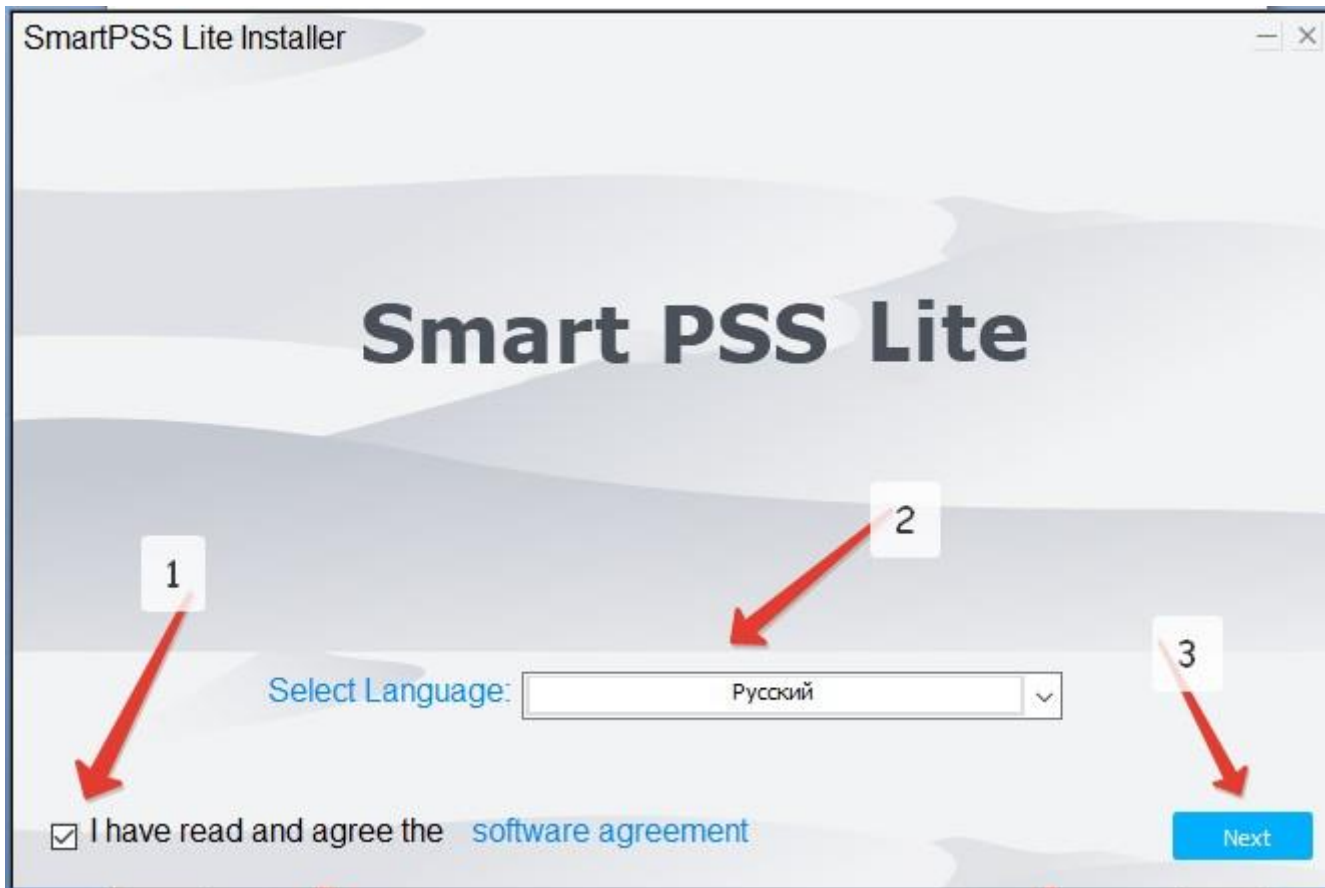 SmartPSS Lite Installer
Smart PSS Lite
2
1
3
Select Language: Русский
I have read and agree the software agreement
Next